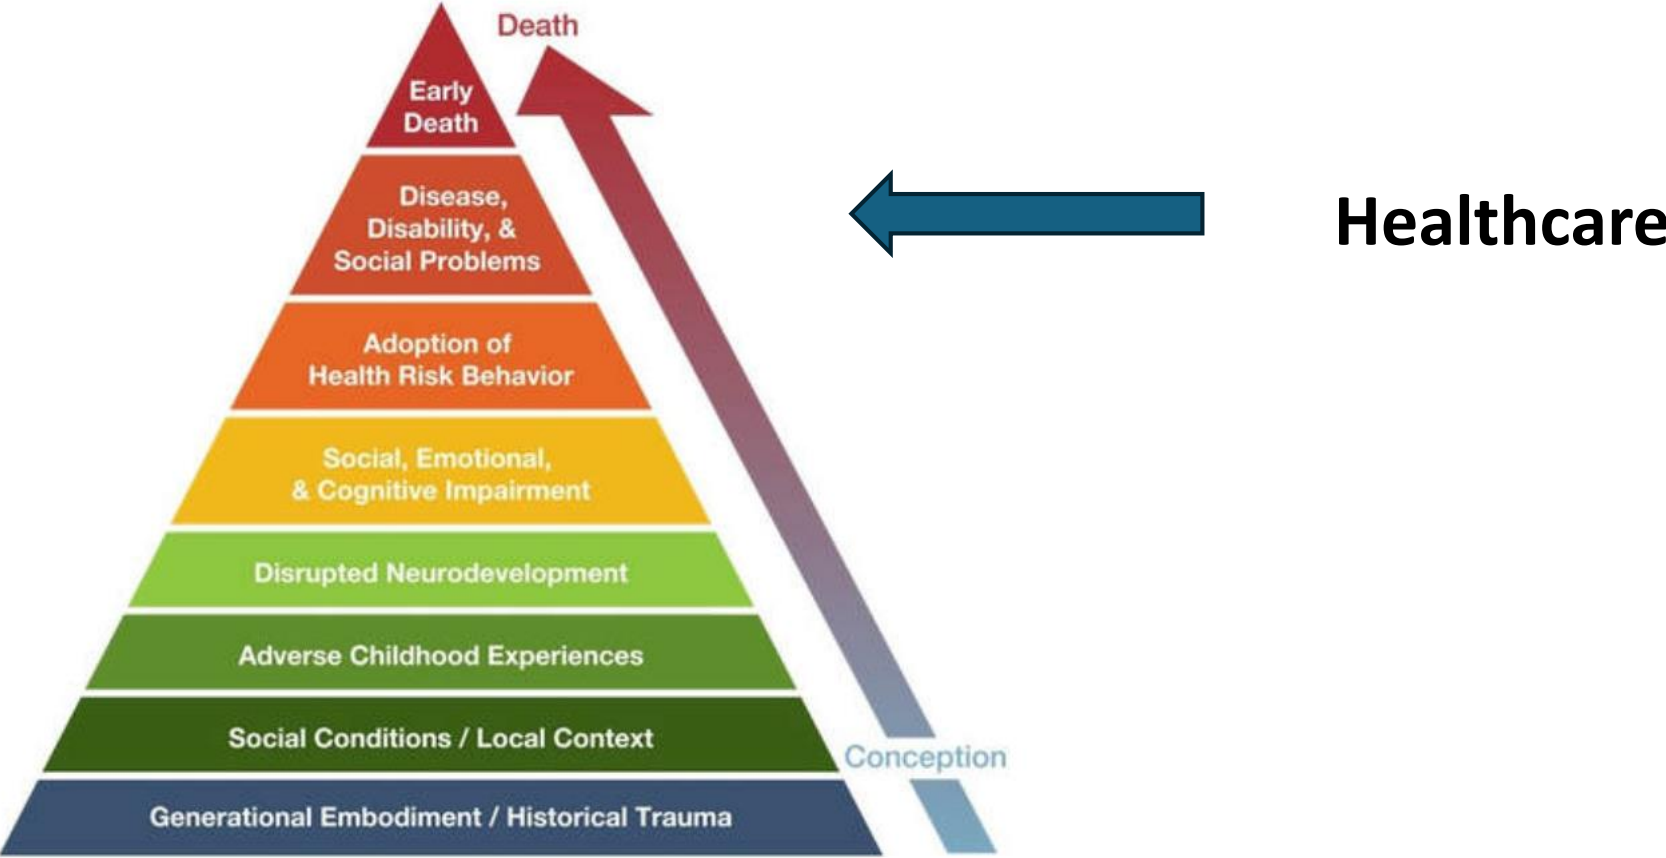 Death
Early
Death
Disease,
Disability, &
Social Problems
Healthcare
Adoption of
Health Risk Behavior
Social, Emotional,
& Cognitive Impairment
Disrupted Neurodevelopment
Adverse Childhood Experiences
Social Conditions / Local Context
Conception
Generational Embodiment / Historical Trauma